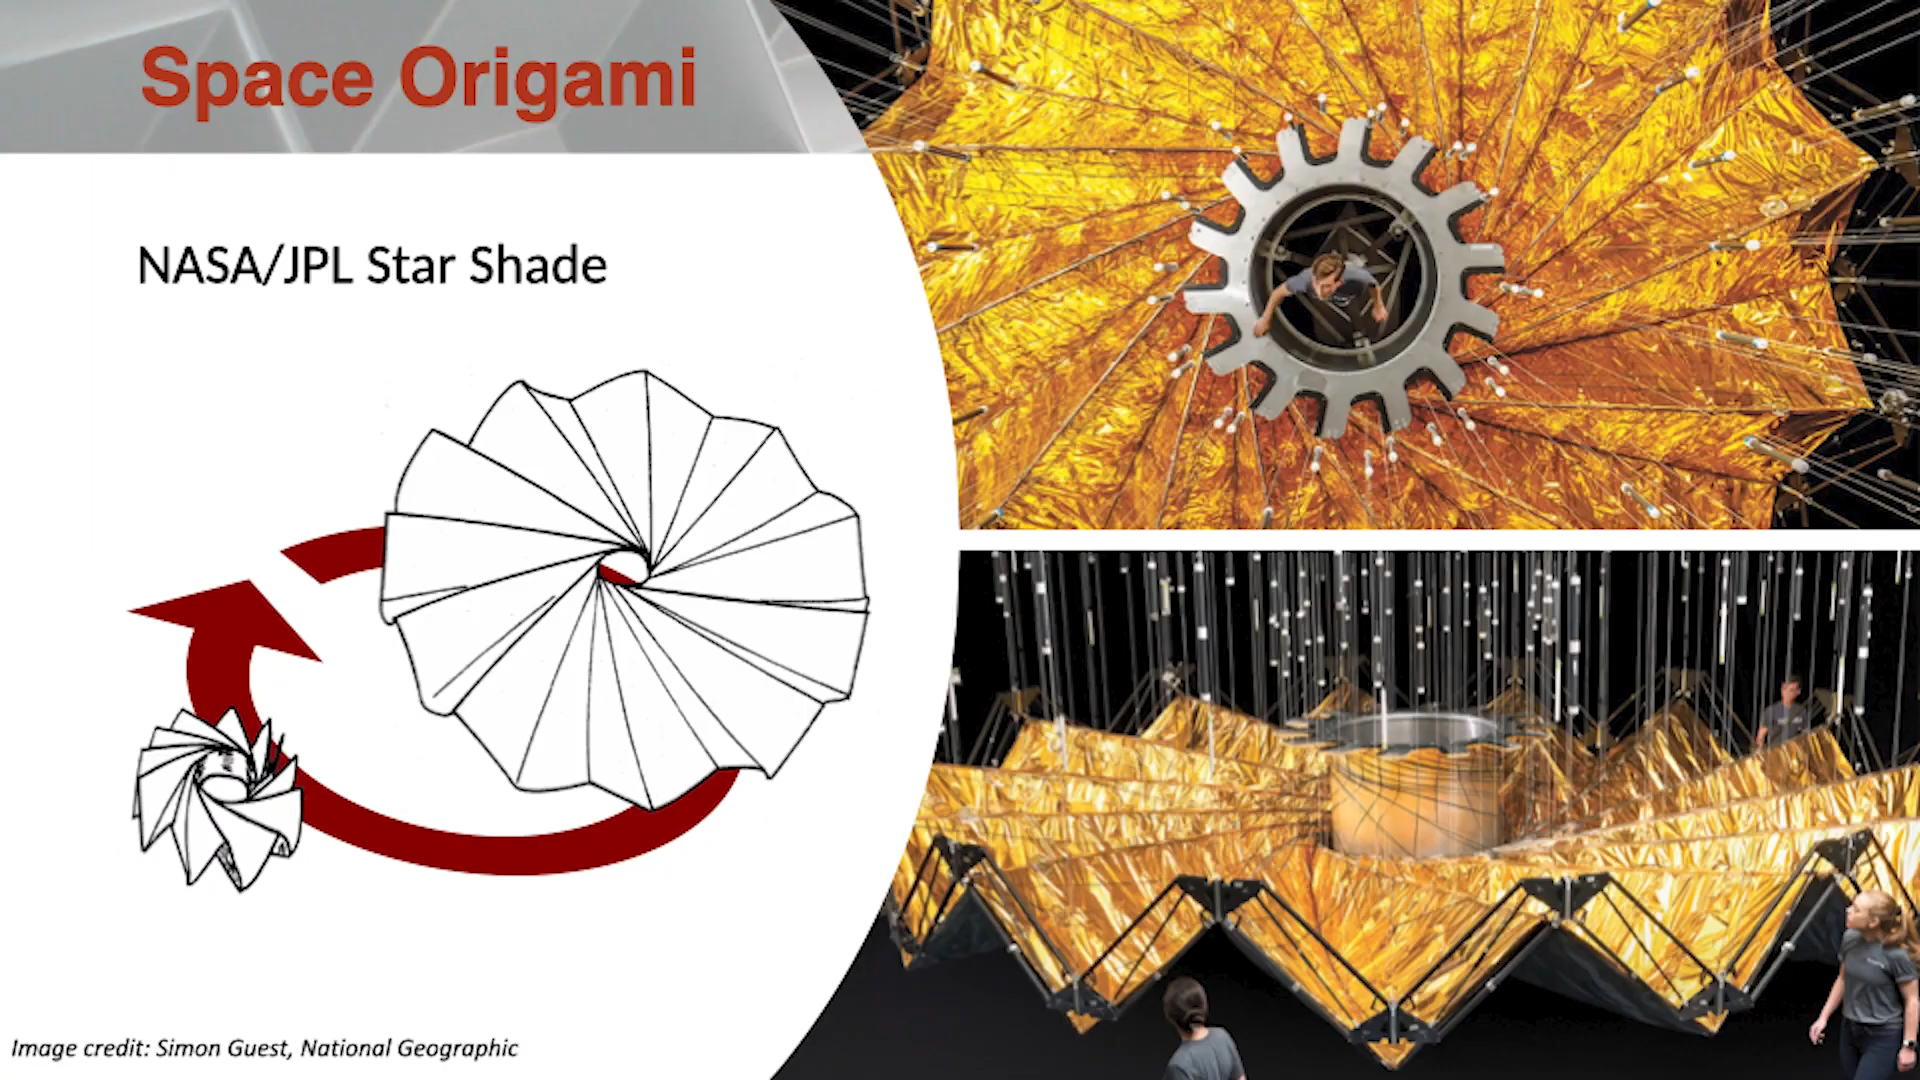 Space Origami
NASA/JPL Star Shade
Image credit: Simon Guest, National Geographic